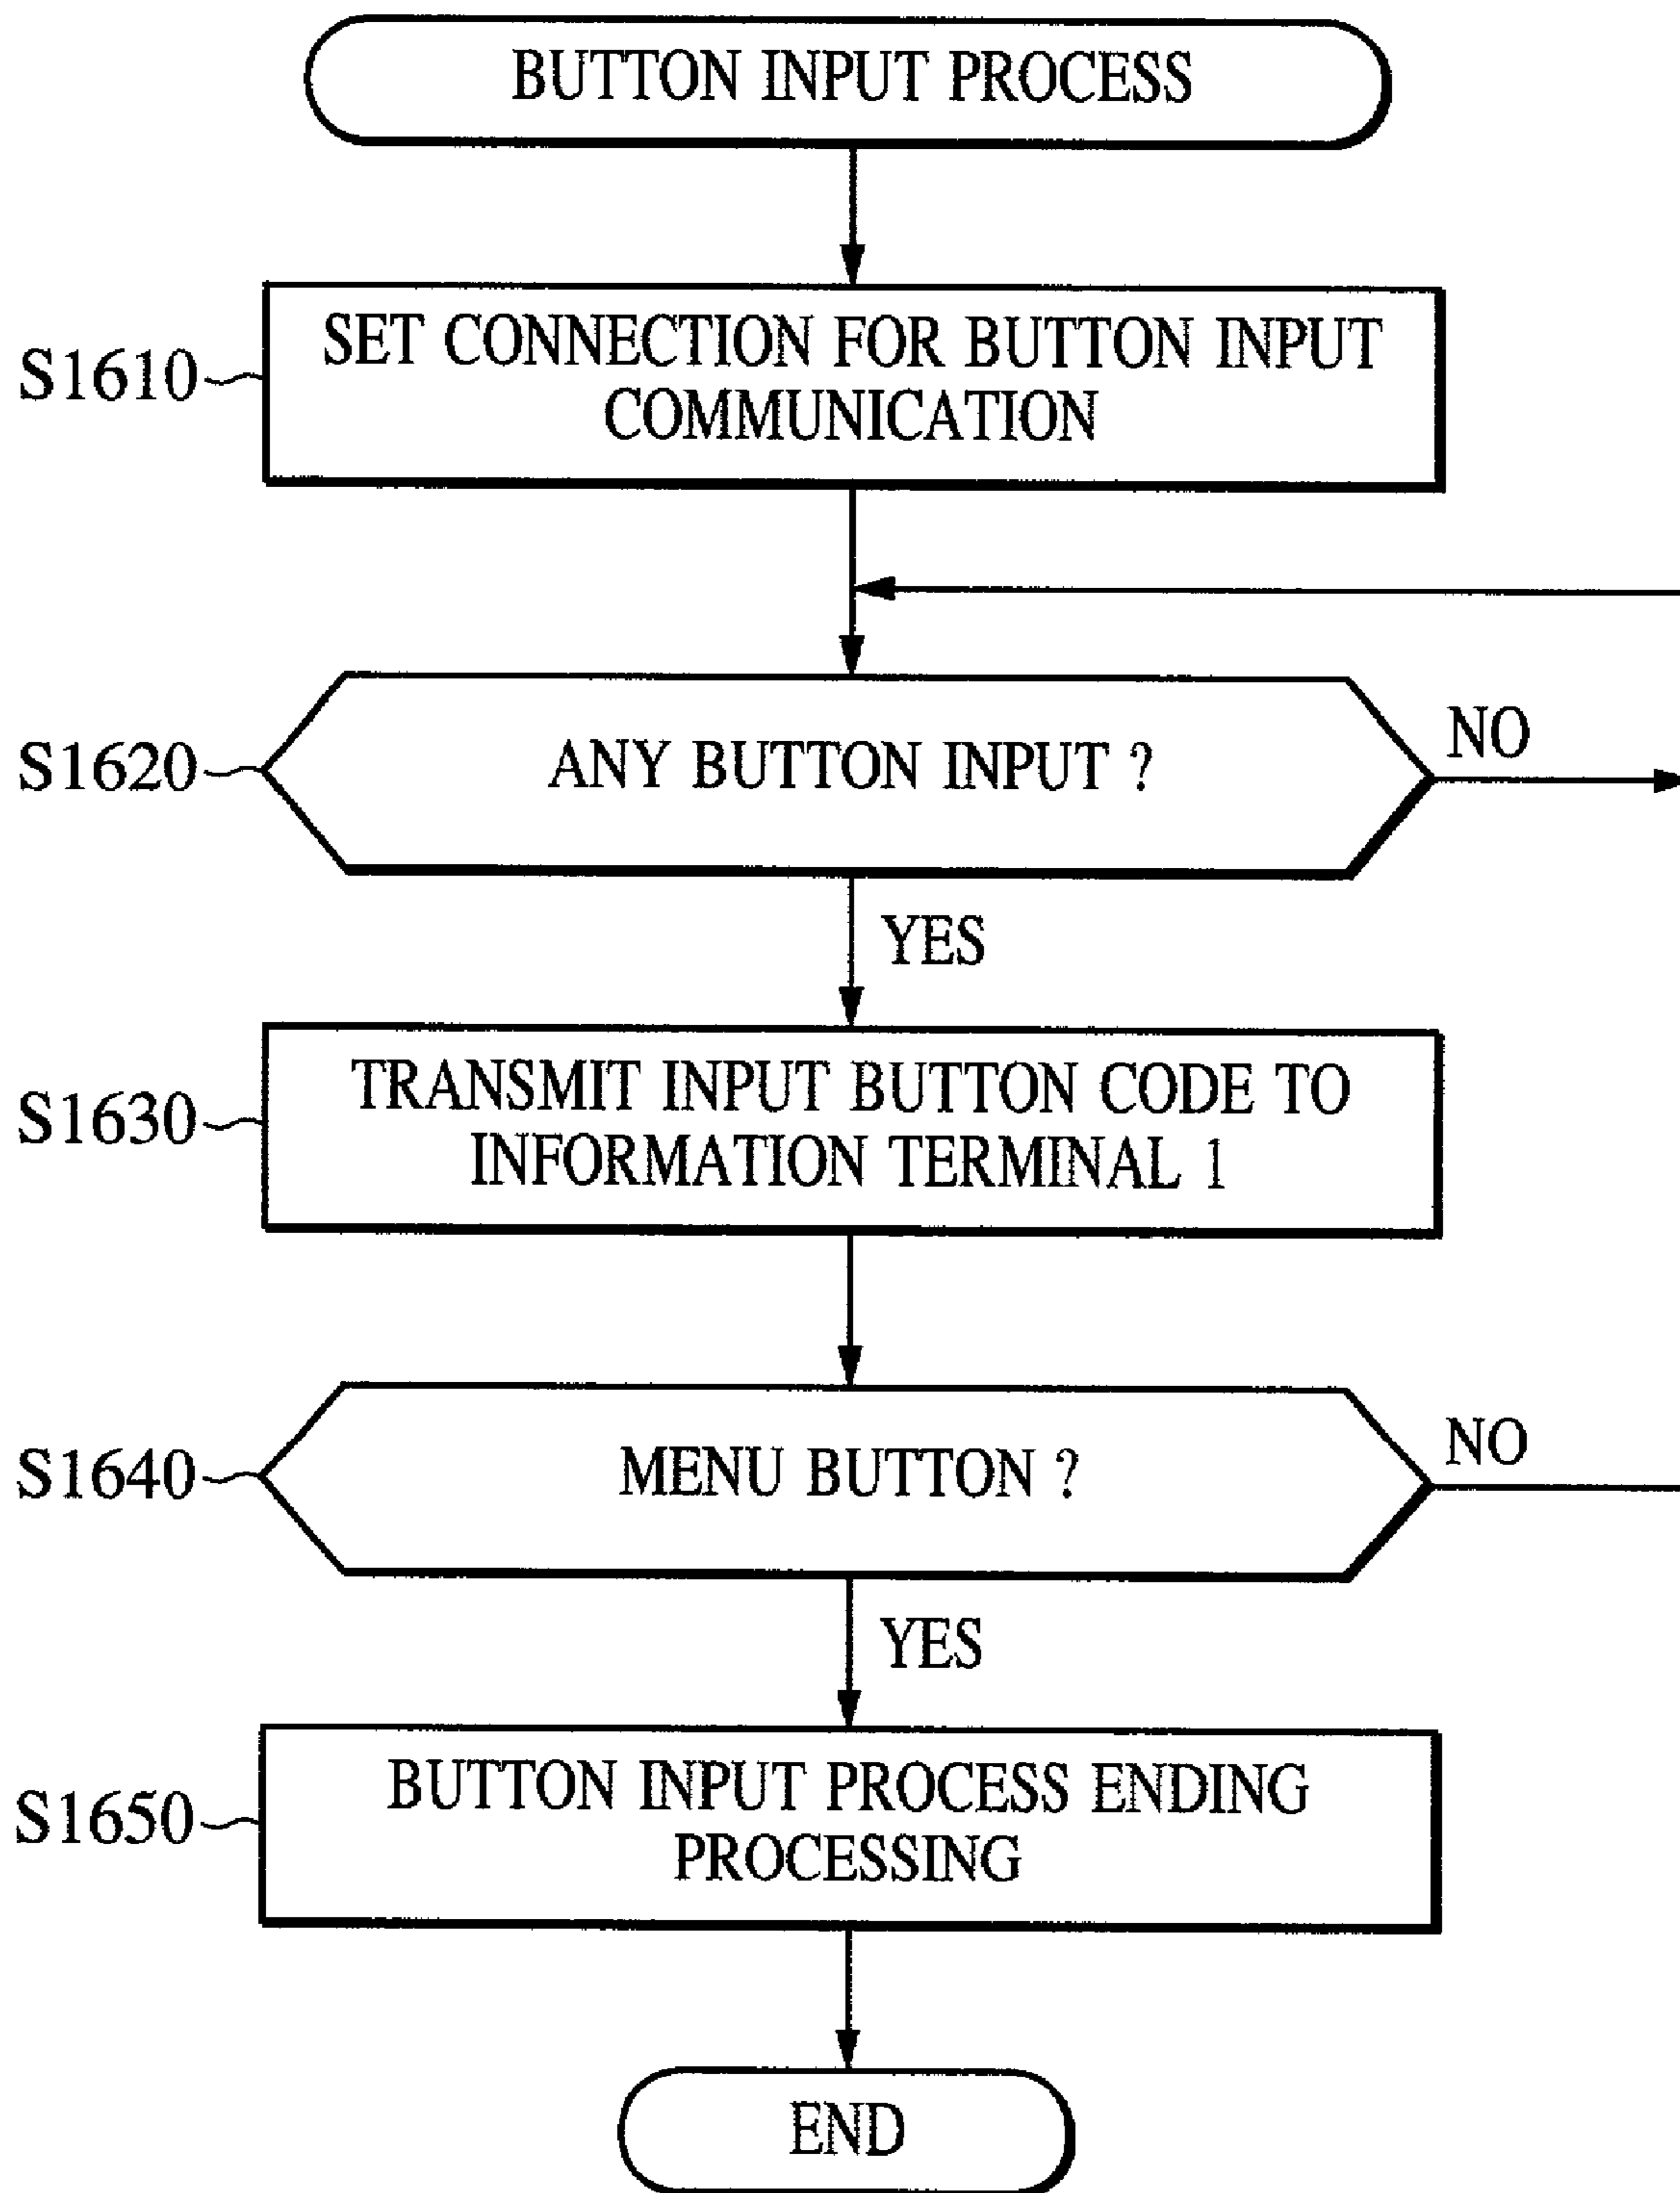 BUTTON INPUT PROCESS
S1610
SET CONNECTION FOR BUTTON INPUT
COMMUNICATION
S1620
ANY BUTTON INPUT ?
NO
YES
S1630
TRANSMIT INPUT BUTTON CODE TO
INFORMATION TERMINAL 1
S1640
MENU BUTTON ?
NO
YES
S1650
BUTTON INPUT PROCESS ENDING
PROCESSING
END